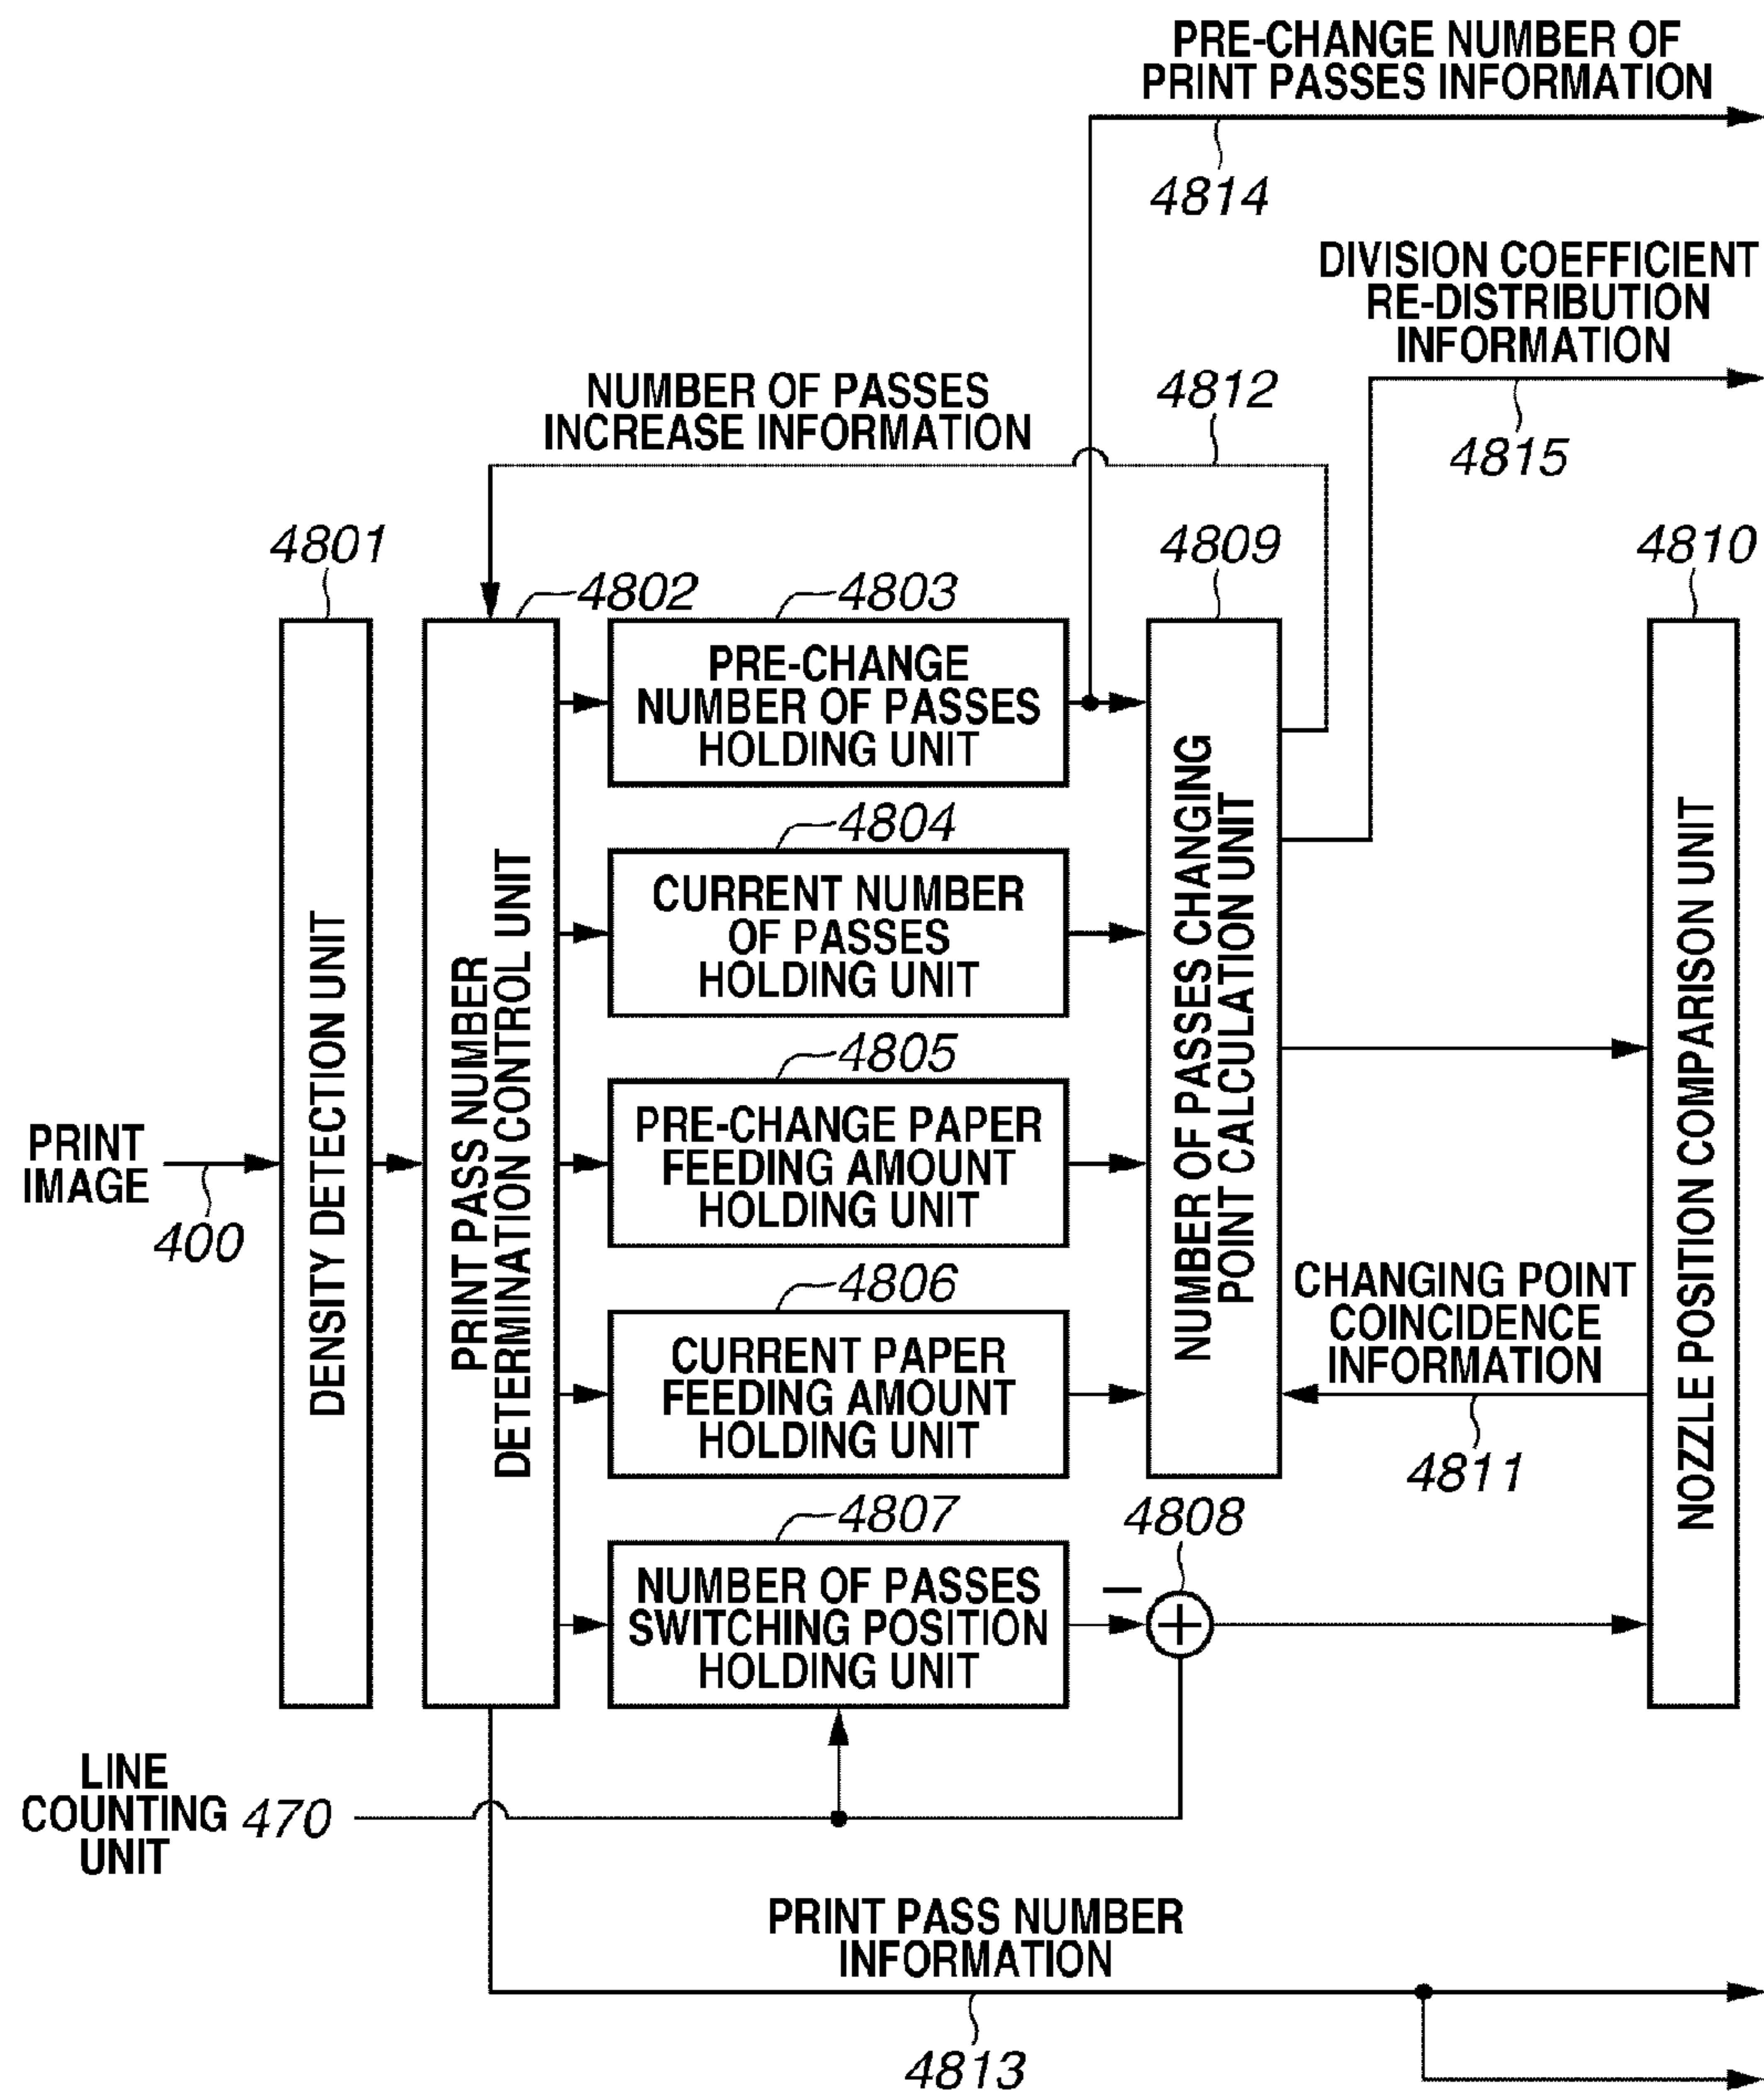 PRE-CHANGE NUMBER OF
PRINT PASSES INFORMATION
4814
DIVISION COEFFICIENT
RE-DISTRIBUTION
INFORMATION
4815
NUMBER OF PASSES
INCREASE INFORMATION
4812
4801
4802
4803
4809
4810
PRE-CHANGE
NUMBER OF PASSES
HOLDING UNIT
4804
CURRENT NUMBER
OF PASSES
HOLDING UNIT
4805
PRE-CHANGE PAPER
FEEDING AMOUNT
HOLDING UNIT
4806
CURRENT PAPER
FEEDING AMOUNT
HOLDING UNIT
4807
NUMBER OF PASSES
SWITCHING POSITION
HOLDING UNIT
4808
−
+
PRINT
IMAGE
400
DENSITY DETECTION UNIT
PRINT PASS NUMBER
DETERMINATION CONTROL UNIT
NUMBER OF PASSES CHANGING
POINT CALCULATION UNIT
CHANGING POINT
COINCIDENCE
INFORMATION
4811
NOZZLE POSITION COMPARISON UNIT
LINE
COUNTING 470
UNIT
PRINT PASS NUMBER
INFORMATION
4813